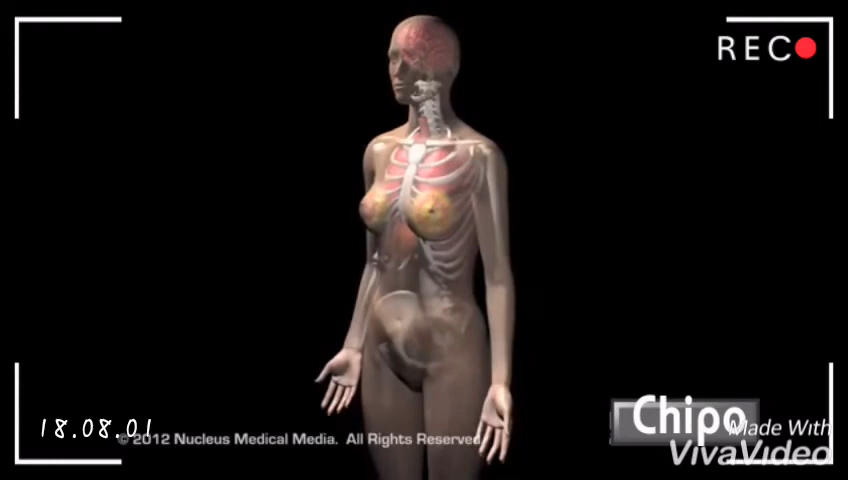 REC
18.08.01
© 2012 Nucleus Medical Media. All Rights Reserved
Chipo
Made With
VivaVideo